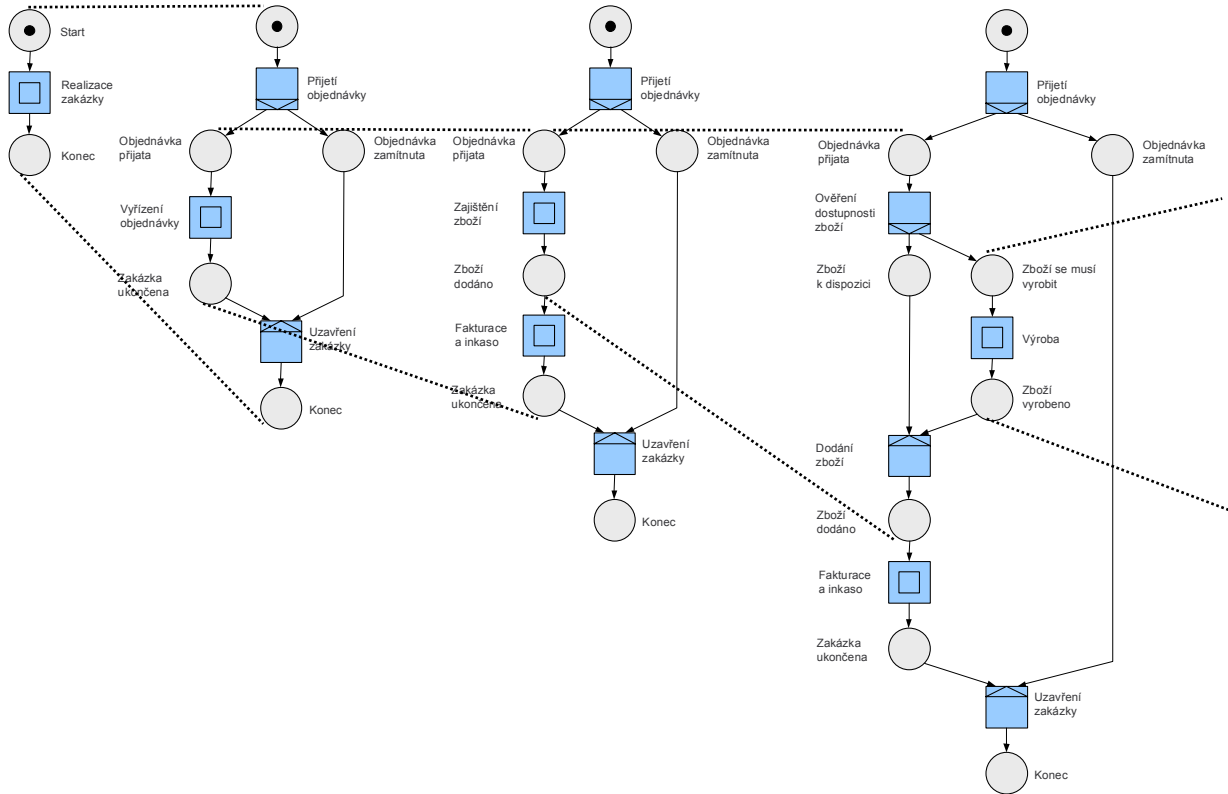 Start
Realizace
zakázky
Konec
Přijetí
objednávky
Objednávka
přijata
Objednávka
zamítnuta
Vyřízení
objednávky
Zakázka
ukončena
Uzavření
zakázky
Konec
Přijetí
objednávky
Objednávka
přijata
Objednávka
zamítnuta
Zajištění
zboží
Zboží
dodáno
Fakturace
a inkaso
Zakázka
ukončena
Uzavření
zakázky
Konec
Přijetí
objednávky
Objednávka
přijata
Objednávka
zamítnuta
Ověření
dostupnosti
zboží
Zboží
k dispozici
Zboží se musí
vyrobit
Výroba
Zboží
vyrobeno
Dodání
zboží
Zboží
dodáno
Fakturace
a inkaso
Zakázka
ukončena
Uzavření
zakázky
Konec